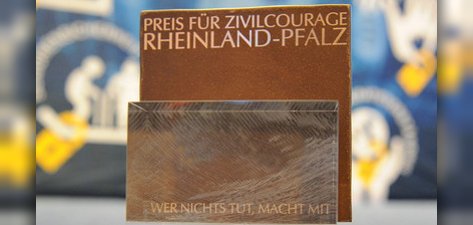 PREIS FÜR ZIVILCOURAGE
RHEINLAND-PFALZ
WER NICHTS TUT, MACHT MIT